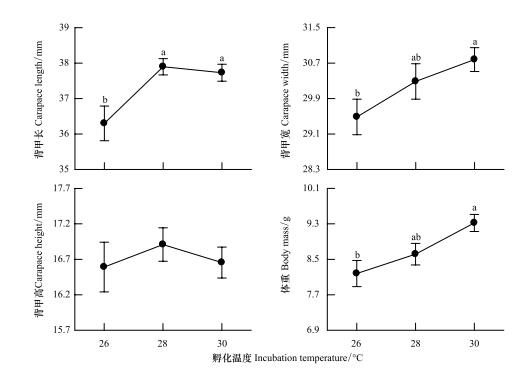 39
38
37
36
35
背甲长 Carapace length/mm
b
a
a
31.5
30.7
29.9
29.1
28.3
背甲宽 Carapace width/mm
b
ab
a
17.7
17.2
16.7
16.2
15.7
背甲高Carapace height/mm
26
28
30
10.1
9.3
8.5
7.7
6.9
体重 Body mass/g
b
ab
a
26
28
30
孵化温度 Incubation temperature/°C